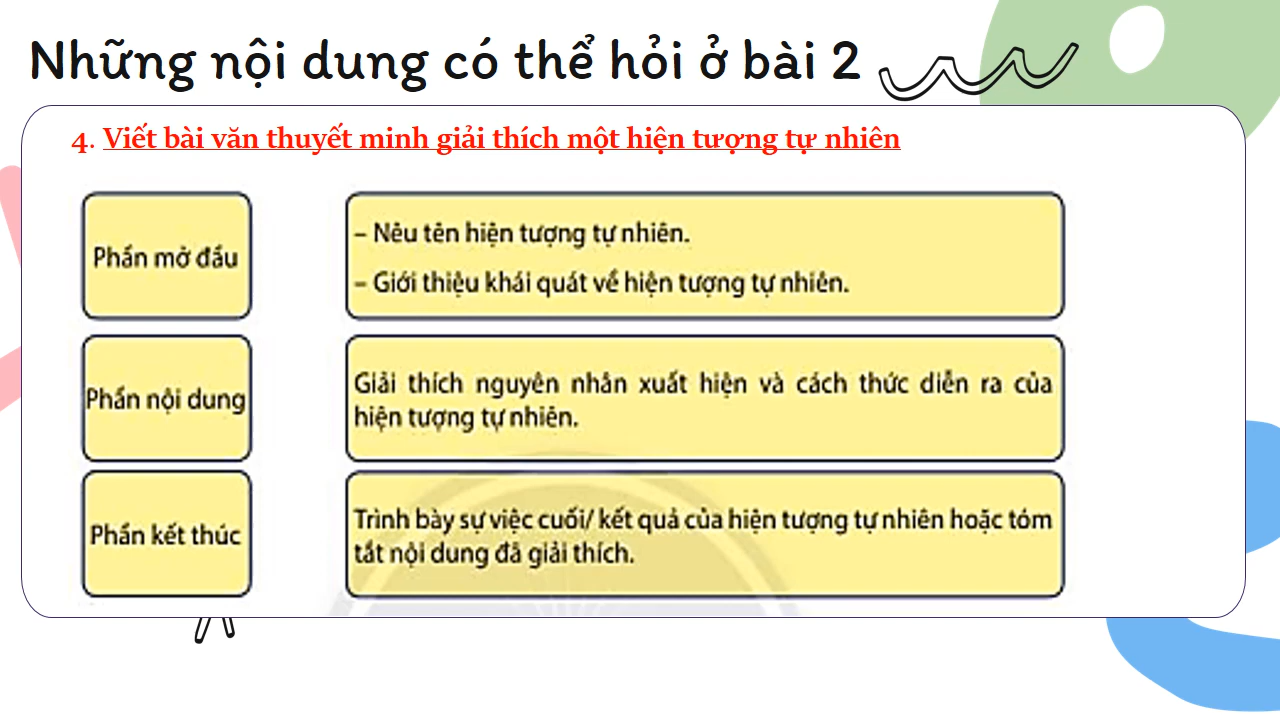 Những nội dung có thể hỏi ở bài 2
4. Viết bài văn thuyết minh giải thích một hiện tượng tự nhiên
Phần mở đầu
– Nêu tên hiện tượng tự nhiên.
– Giới thiệu khái quát về hiện tượng tự nhiên.
Phần nội dung
Giải thích nguyên nhân xuất hiện và cách thức diễn ra của
hiện tượng tự nhiên.
Phần kết thúc
Trình bày sự việc cuối/ kết quả của hiện tượng tự nhiên hoặc tóm
tắt nội dung đã giải thích.